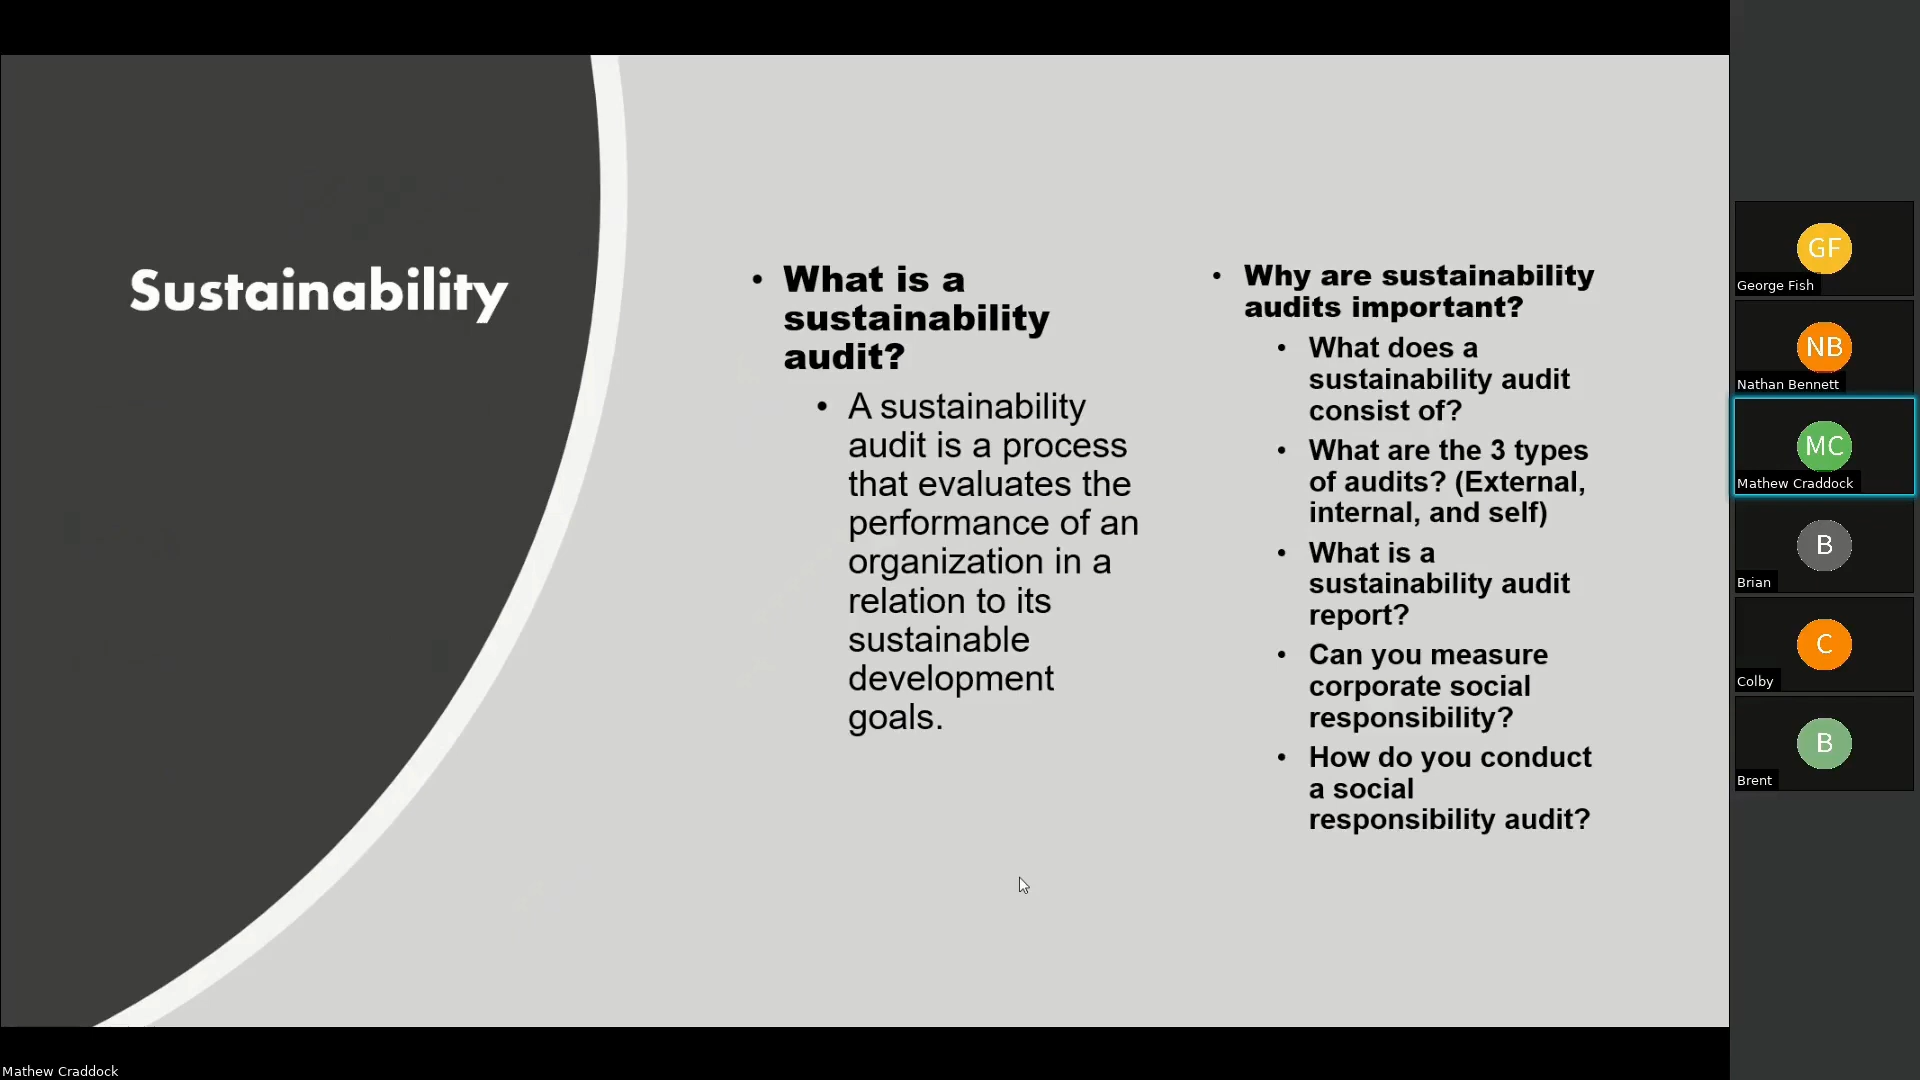 Sustainability
• What is a
sustainability
audit?
• A sustainability
audit is a process
that evaluates the
performance of an
organization in a
relation to its
sustainable
development
goals.
• Why are sustainability
audits important?
• What does a
sustainability audit
consist of?
• What are the 3 types
of audits? (External,
internal, and self)
• What is a
sustainability audit
report?
• Can you measure
corporate social
responsibility?
• How do you conduct
a social
responsibility audit?
GF
George Fish
NB
Nathan Bennett
MC
Mathew Craddock
B
Brian
C
Colby
B
Brent
Mathew Craddock